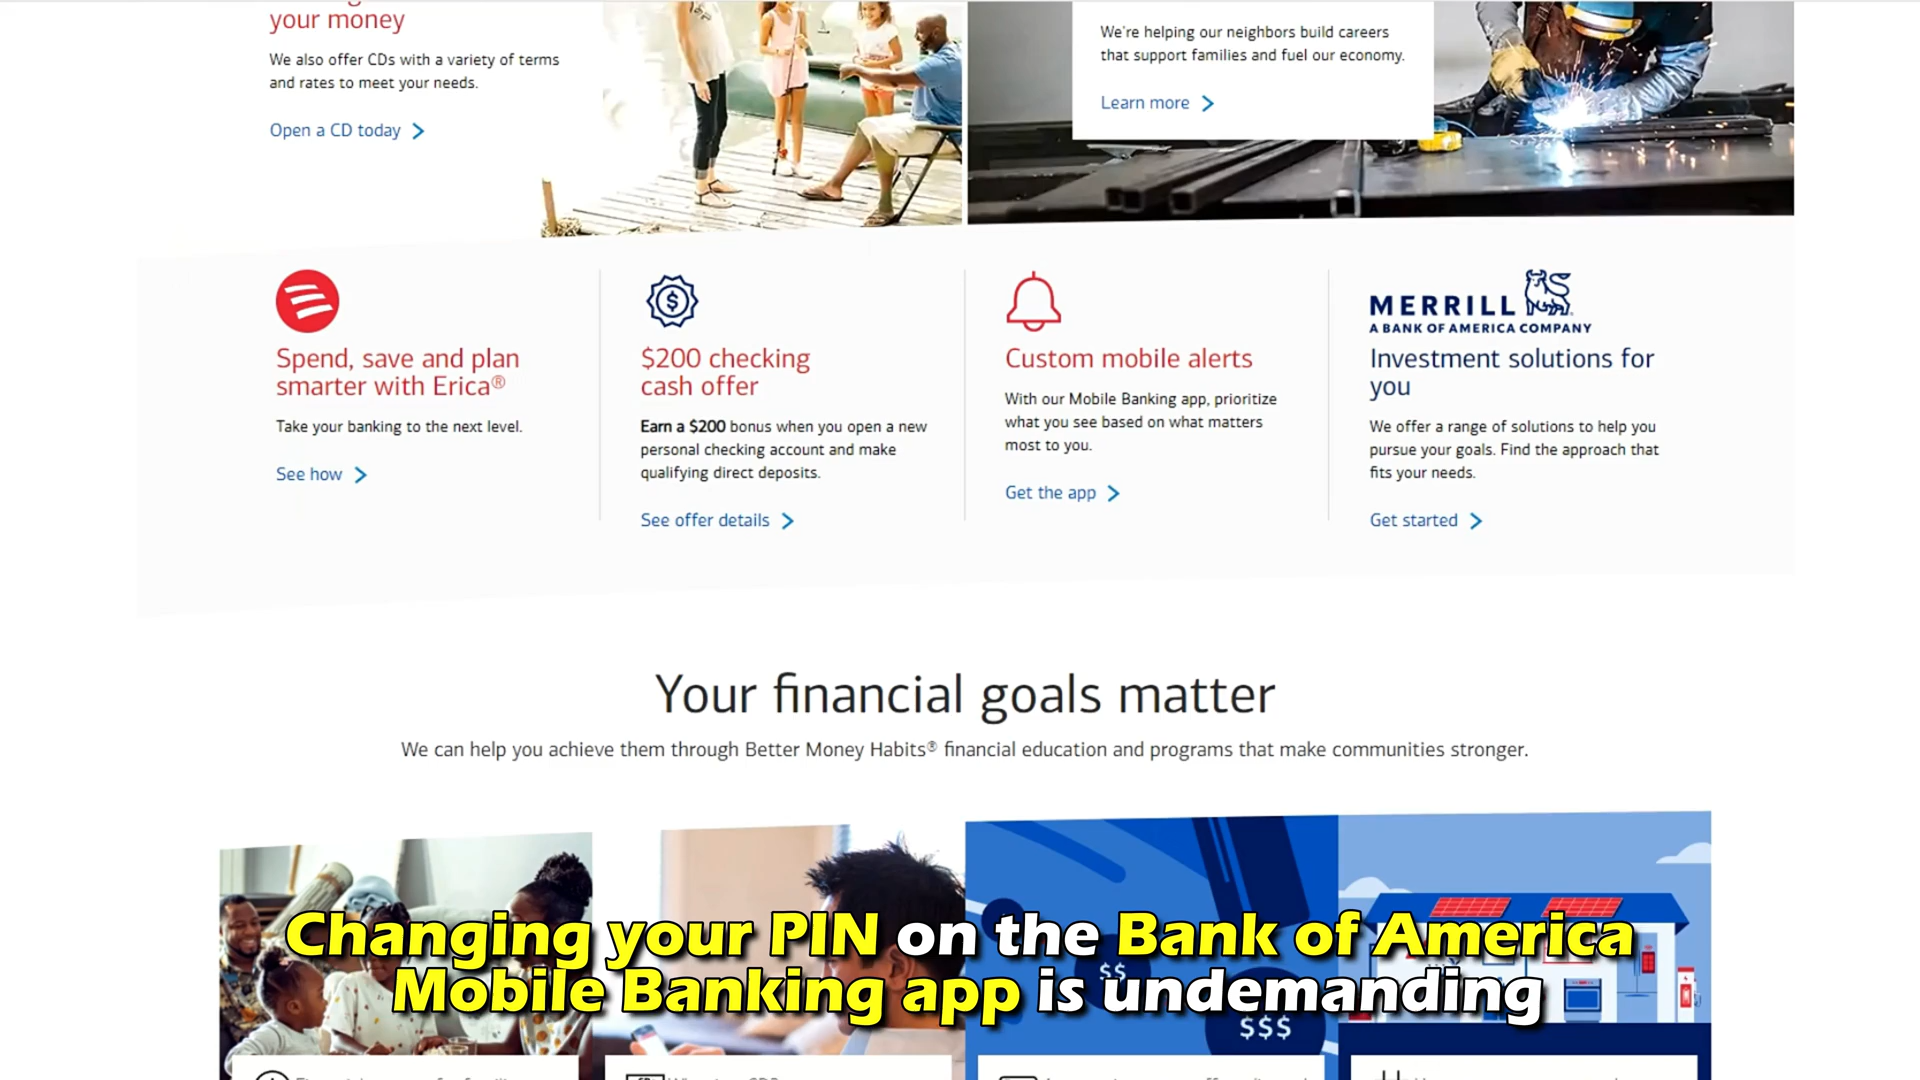 your money
We also offer CDs with a variety of terms
and rates to meet your needs.
Open a CD today
We're helping our neighbors build careers
that support families and fuel our economy.
Learn more
Spend, save and plan
smarter with Erica®
Take your banking to the next level.
See how
$
$200 checking
cash offer
Earn a $200 bonus when you open a new
personal checking account and make
qualifying direct deposits.
See offer details
Custom mobile alerts
With our Mobile Banking app, prioritize
what you see based on what matters
most to you.
Get the app
MERRILL
A BANK OF AMERICA COMPANY
Investment solutions for
you
We offer a range of solutions to help you
pursue your goals. Find the approach that
fits your needs.
Get started
Your financial goals matter
We can help you achieve them through Better Money Habits® financial education and programs that make communities stronger.
Changing your PIN on the Bank of America
Mobile Banking app is undemanding
$$
$$$